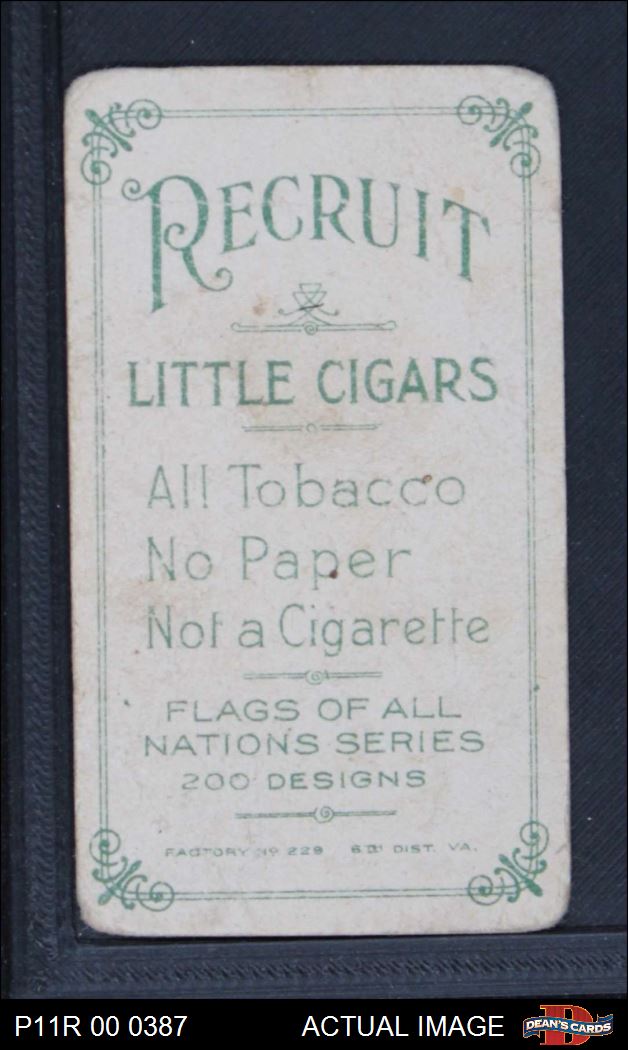 RECRUIT
LITTLE CIGARS
All Tobacco
No Paper
Not a Cigarette
FLAGS OF ALL
NATIONS SERIES
200 DESIGNS
FACTORY No 229 6TH DIST. VA.
P11R 00 0387 ACTUAL IMAGE DEAN'S CARDS